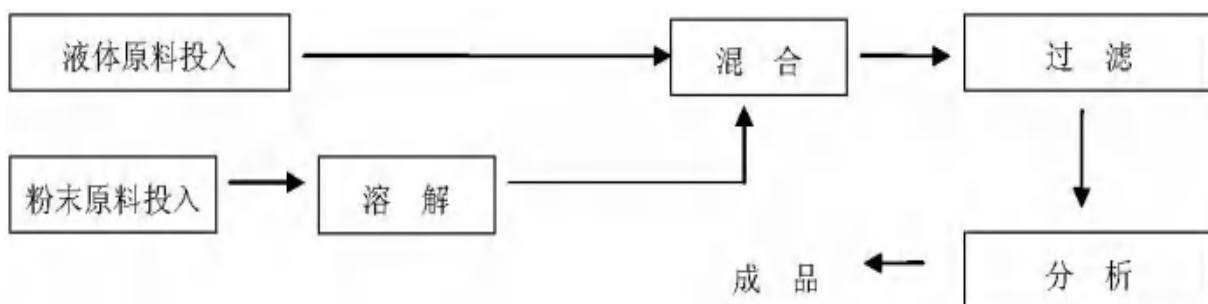 液体原料投入
混 合
过 滤
粉末原料投入
溶 解
成 品
分 析